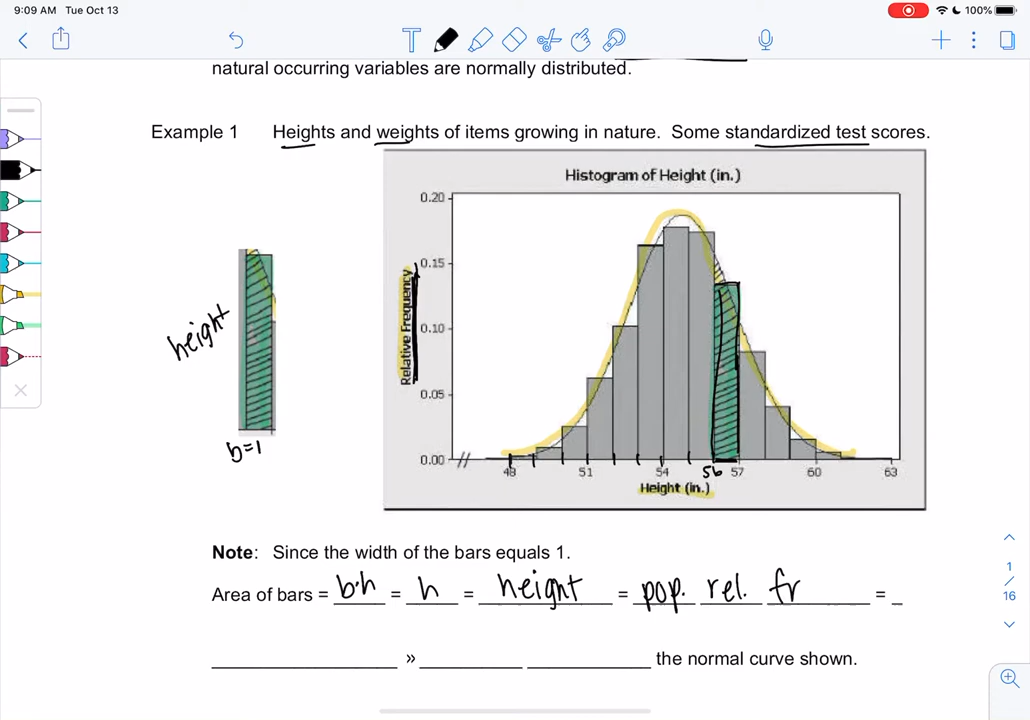 9:09 AM Tue Oct 13
100%
T
natural occurring variables are normally distributed.
Example 1 Heights and weights of items growing in nature. Some standardized test scores.
Histogram of Height (in.)
0.20
0.15
0.10
0.05
0.00
Relative Frequency
48 51 54 56 57 60 63
Height (in.)
height
b=1
Note: Since the width of the bars equals 1.
Area of bars = b·h = h = height = pop. rel. fr =
» the normal curve shown.
1
/
16